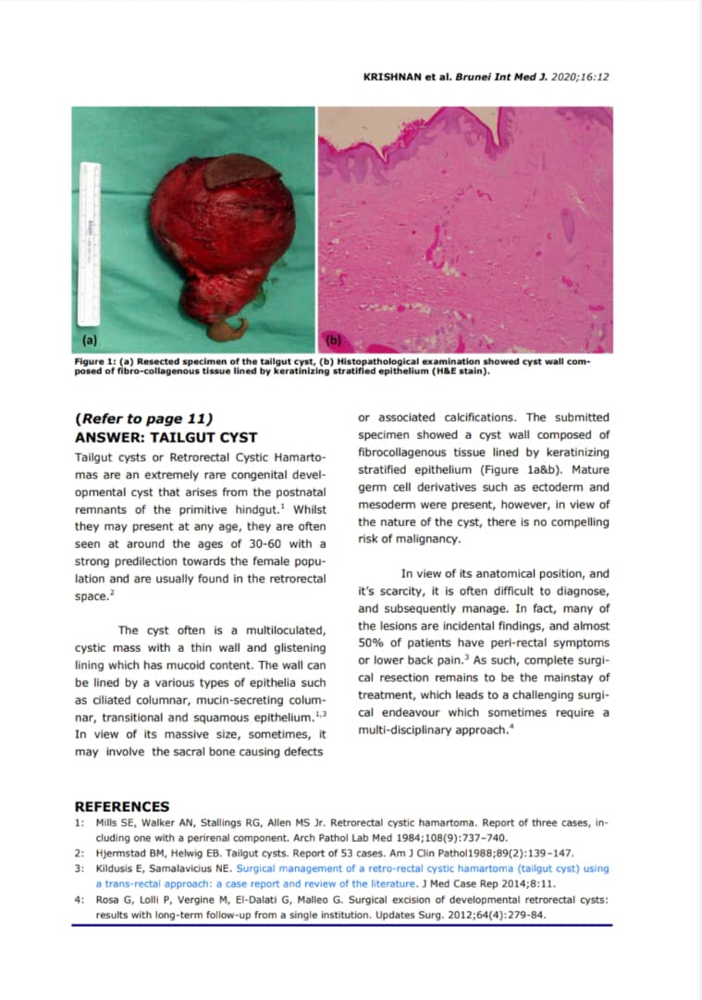 KRISHNAN et al. Brunei Int Med J. 2020;16:12
(a)
(b)
Figure 1: (a) Resected specimen of the tailgut cyst, (b) Histopathological examination showed cyst wall com-
posed of fibro-collagenous tissue lined by keratinizing stratified epithelium (H&E stain).
(Refer to page 11)
ANSWER: TAILGUT CYST
Tailgut cysts or Retrorectal Cystic Hamarto-
mas are an extremely rare congenital devel-
opmental cyst that arises from the postnatal
remnants of the primitive hindgut.¹ Whilst
they may present at any age, they are often
seen at around the ages of 30-60 with a
strong predilection towards the female popu-
lation and are usually found in the retrorectal
space.²
The cyst often is a multiloculated,
cystic mass with a thin wall and glistening
lining which has mucoid content. The wall can
be lined by a various types of epithelia such
as ciliated columnar, mucin-secreting colum-
nar, transitional and squamous epithelium.¹,³
In view of its massive size, sometimes, it
may involve the sacral bone causing defects
or associated calcifications. The submitted
specimen showed a cyst wall composed of
fibrocollagenous tissue lined by keratinizing
stratified epithelium (Figure 1a&b). Mature
germ cell derivatives such as ectoderm and
mesoderm were present, however, in view of
the nature of the cyst, there is no compelling
risk of malignancy.
In view of its anatomical position, and
it's scarcity, it is often difficult to diagnose,
and subsequently manage. In fact, many of
the lesions are incidental findings, and almost
50% of patients have peri-rectal symptoms
or lower back pain.³ As such, complete surgi-
cal resection remains to be the mainstay of
treatment, which leads to a challenging surgi-
cal endeavour which sometimes require a
multi-disciplinary approach.⁴
REFERENCES
1: Mills SE, Walker AN, Stallings RG, Allen MS Jr. Retrorectal cystic hamartoma. Report of three cases, in-
cluding one with a perirenal component. Arch Pathol Lab Med 1984;108(9):737–740.
2: Hjermstad BM, Helwig EB. Tailgut cysts. Report of 53 cases. Am J Clin Pathol1988;89(2):139–147.
3: Kildusis E, Samalavicius NE. Surgical management of a retro-rectal cystic hamartoma (tailgut cyst) using
a trans-rectal approach: a case report and review of the literature. J Med Case Rep 2014;8:11.
4: Rosa G, Lolli P, Vergine M, El-Dalati G, Malleo G. Surgical excision of developmental retrorectal cysts:
results with long-term follow-up from a single institution. Updates Surg. 2012;64(4):279-84.